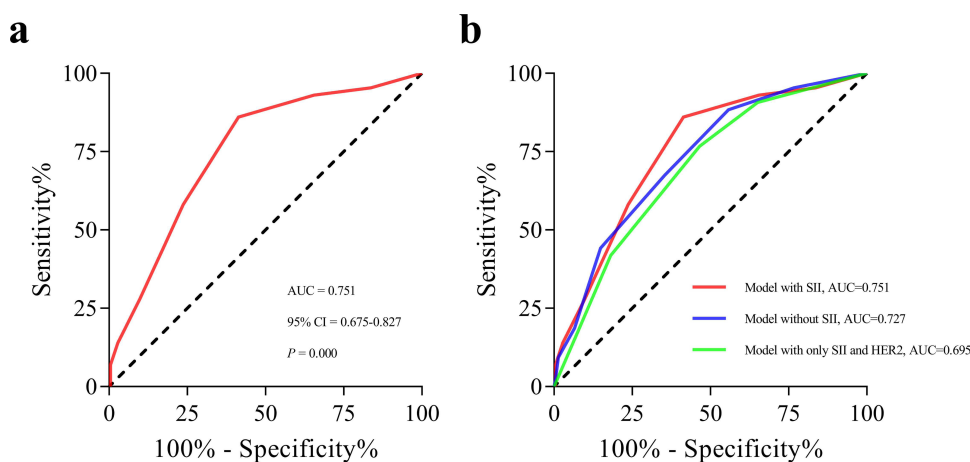 a
b
100
75
50
25
0
0
25
50
75
100
Sensitivity%
100% - Specificity%
AUC = 0.751
95% CI = 0.675-0.827
P = 0.000
100
75
50
25
0
0
25
50
75
100
Sensitivity%
100% - Specificity%
Model with SII, AUC=0.751
Model without SII, AUC=0.727
Model with only SII and HER2, AUC=0.695